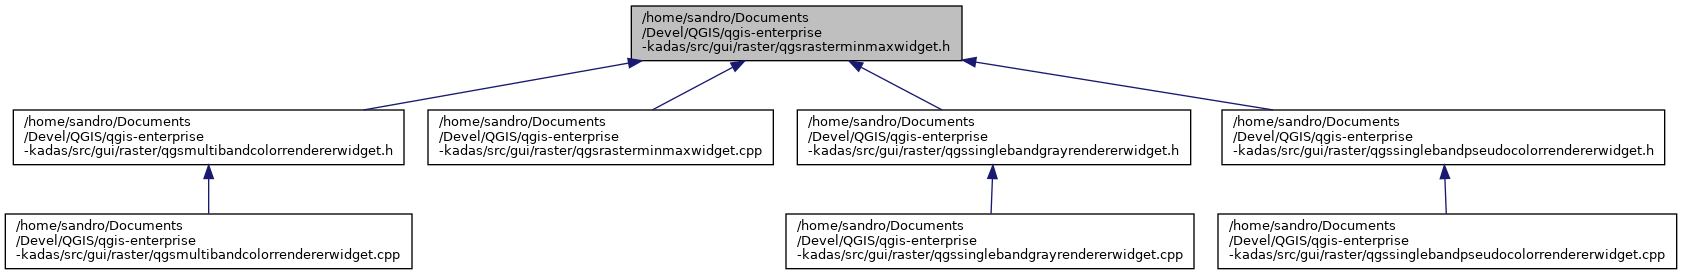 /home/sandro/Documents
/Devel/QGIS/qgis-enterprise
-kadas/src/gui/raster/qgsrasterminmaxwidget.h
/home/sandro/Documents
/Devel/QGIS/qgis-enterprise
-kadas/src/gui/raster/qgsmultibandcolorrendererwidget.h
/home/sandro/Documents
/Devel/QGIS/qgis-enterprise
-kadas/src/gui/raster/qgsrasterminmaxwidget.cpp
/home/sandro/Documents
/Devel/QGIS/qgis-enterprise
-kadas/src/gui/raster/qgssinglebandgrayrendererwidget.h
/home/sandro/Documents
/Devel/QGIS/qgis-enterprise
-kadas/src/gui/raster/qgssinglebandpseudocolorrendererwidget.h
/home/sandro/Documents
/Devel/QGIS/qgis-enterprise
-kadas/src/gui/raster/qgsmultibandcolorrendererwidget.cpp
/home/sandro/Documents
/Devel/QGIS/qgis-enterprise
-kadas/src/gui/raster/qgssinglebandgrayrendererwidget.cpp
/home/sandro/Documents
/Devel/QGIS/qgis-enterprise
-kadas/src/gui/raster/qgssinglebandpseudocolorrendererwidget.cpp